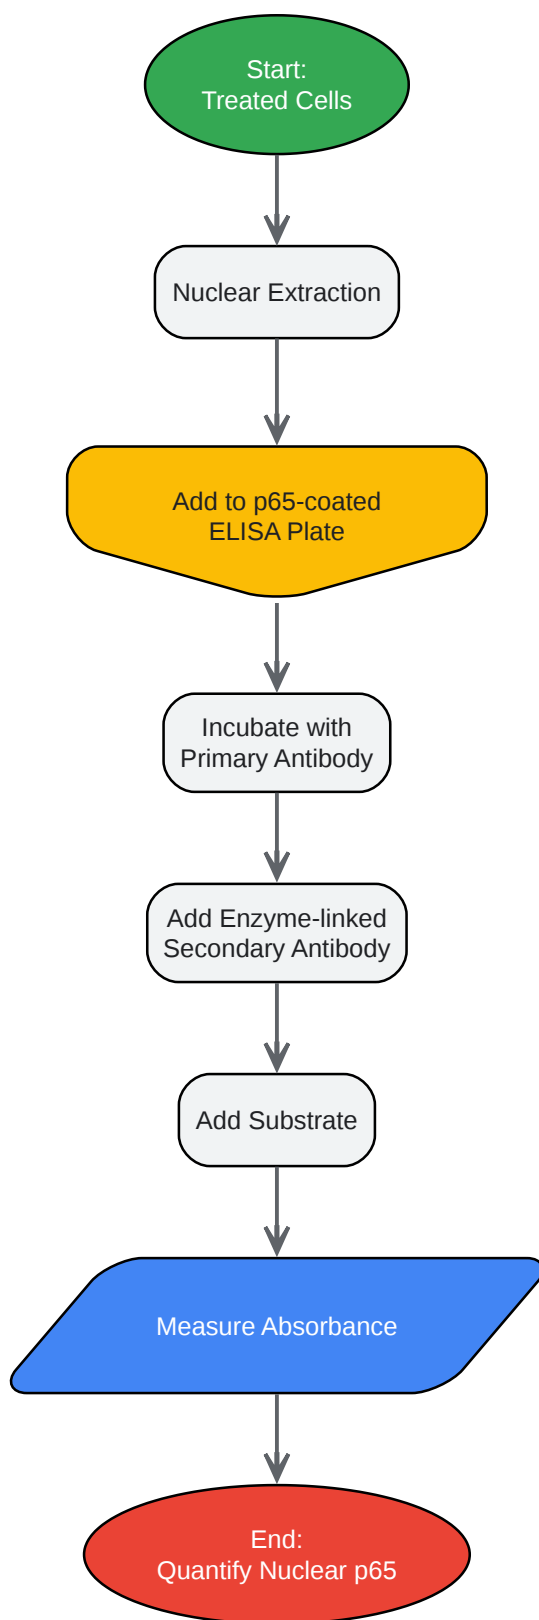 Start:
Treated Cells
Nuclear Extraction
Add to p65-coated
ELISA Plate
Incubate with
Primary Antibody
Add Enzyme-linked
Secondary Antibody
Add Substrate
Measure Absorbance
End:
Quantify Nuclear p65